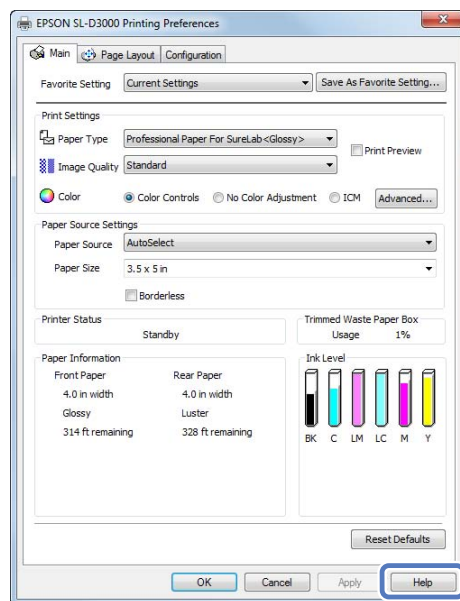 EPSON SL-D3000 Printing Preferences
Main Page Layout Configuration
Favorite Setting Current Settings Save As Favorite Setting...
Print Settings
Paper Type Professional Paper For SureLab<Glossy>
Print Preview
Image Quality Standard
Color Color Controls No Color Adjustment ICM Advanced...
Paper Source Settings
Paper Source AutoSelect
Paper Size 3.5 x 5 in
Borderless
Printer Status
Standby
Trimmed Waste Paper Box
Usage 1%
Paper Information
Front Paper Rear Paper
4.0 in width 4.0 in width
Glossy Luster
314 ft remaining 328 ft remaining
Ink Level
BK C LM LC M Y
Reset Defaults
OK Cancel Apply Help